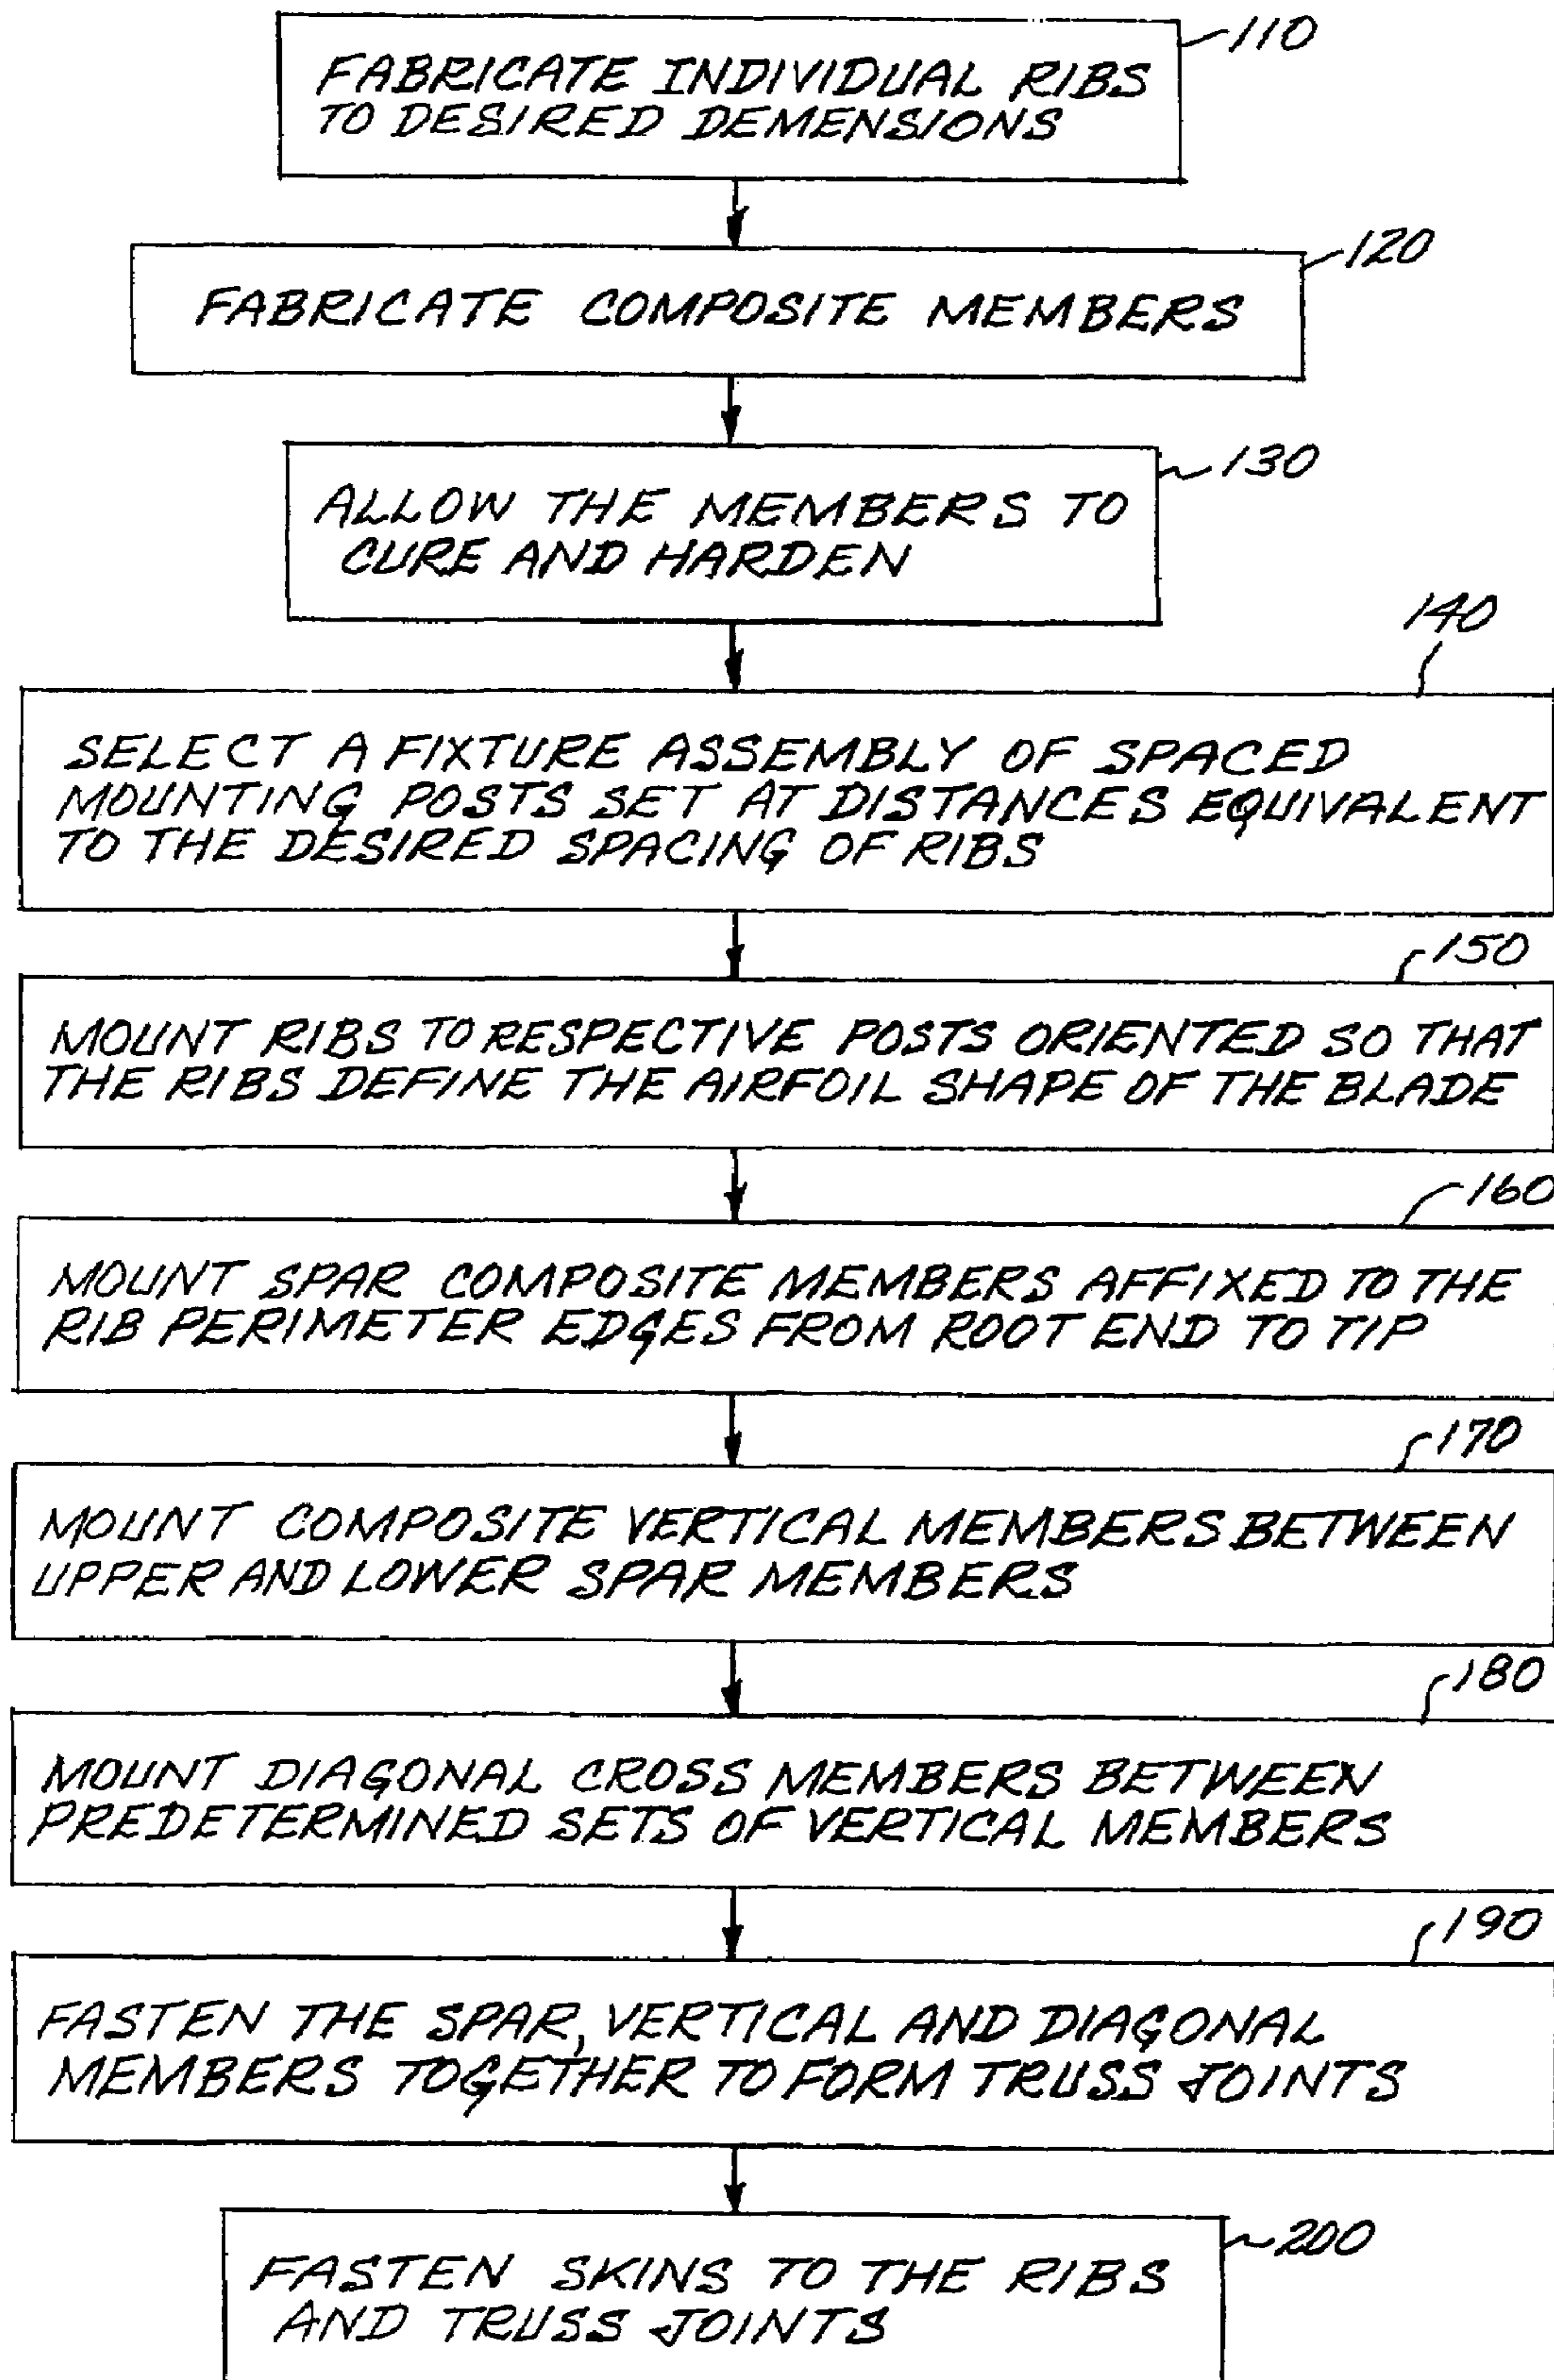 110
FABRICATE INDIVIDUAL RIBS
TO DESIRED DEMENSIONS
120
FABRICATE COMPOSITE MEMBERS
130
ALLOW THE MEMBERS TO
CURE AND HARDEN
140
SELECT A FIXTURE ASSEMBLY OF SPACED
MOUNTING POSTS SET AT DISTANCES EQUIVALENT
TO THE DESIRED SPACING OF RIBS
150
MOUNT RIBS TO RESPECTIVE POSTS ORIENTED SO THAT
THE RIBS DEFINE THE AIRFOIL SHAPE OF THE BLADE
160
MOUNT SPAR COMPOSITE MEMBERS AFFIXED TO THE
RIB PERIMETER EDGES FROM ROOT END TO TIP
170
MOUNT COMPOSITE VERTICAL MEMBERS BETWEEN
UPPER AND LOWER SPAR MEMBERS
180
MOUNT DIAGONAL CROSS MEMBERS BETWEEN
PREDETERMINED SETS OF VERTICAL MEMBERS
190
FASTEN THE SPAR, VERTICAL AND DIAGONAL
MEMBERS TOGETHER TO FORM TRUSS JOINTS
200
FASTEN SKINS TO THE RIBS
AND TRUSS JOINTS